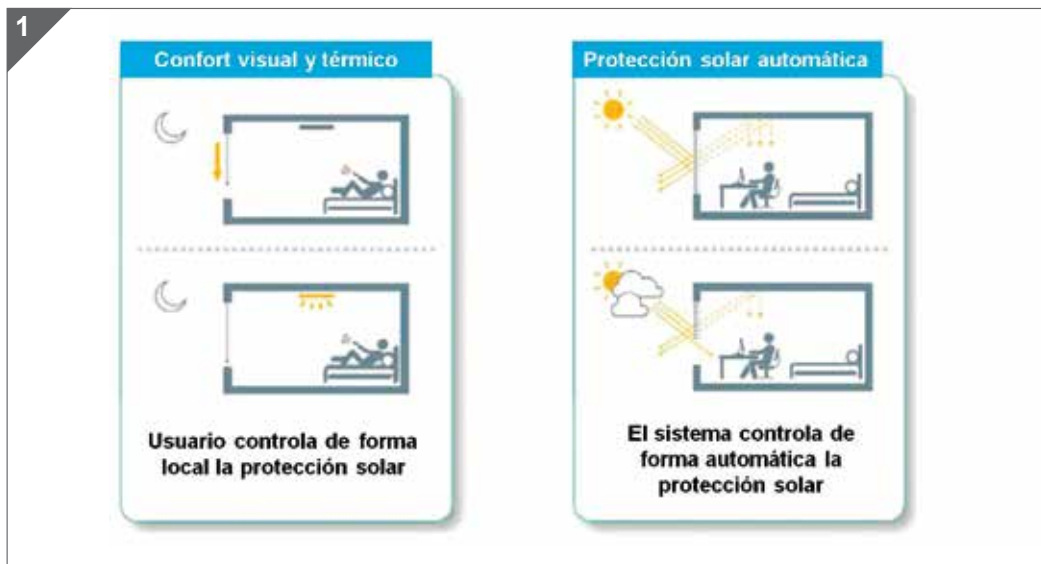 1
Confort visual y térmico
Usuario controla de forma
local la protección solar
Protección solar automática
El sistema controla de
forma automática la
protección solar